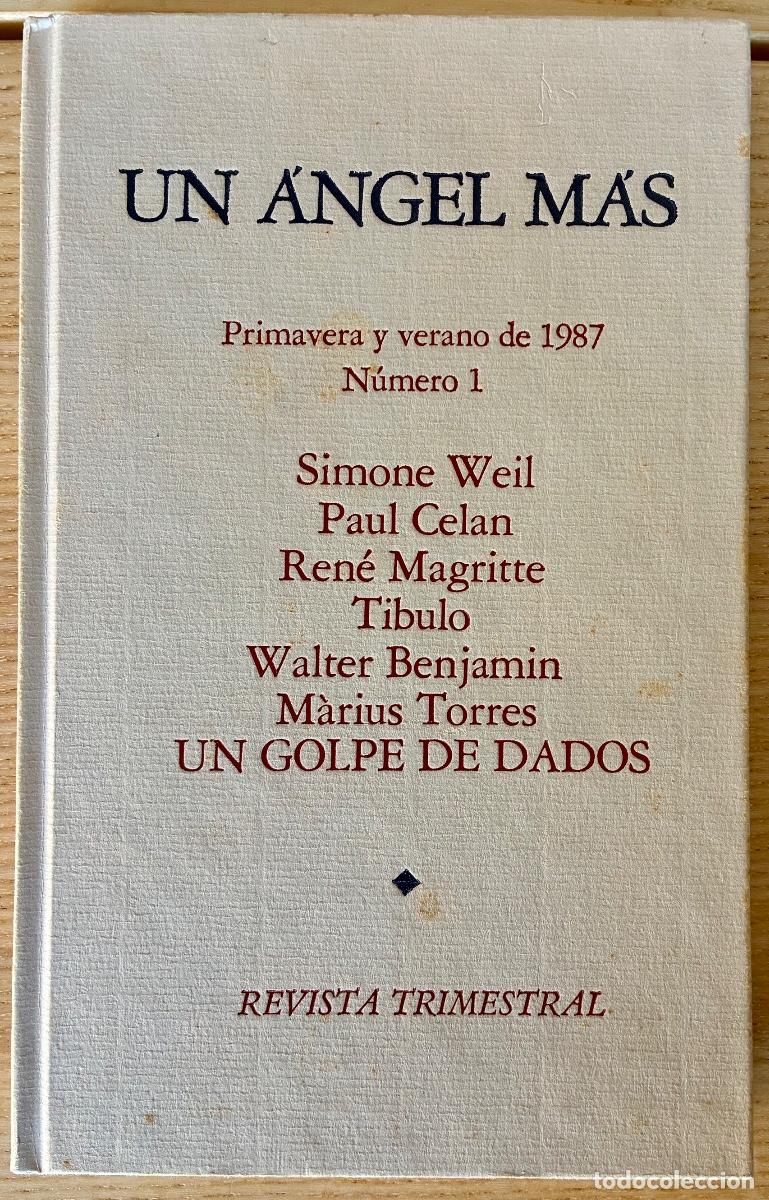 UN ÁNGEL MÁS
Primavera y verano de 1987
Número 1
Simone Weil
Paul Celan
René Magritte
Tibulo
Walter Benjamin
Màrius Torres
UN GOLPE DE DADOS
REVISTA TRIMESTRAL
todocoleccion